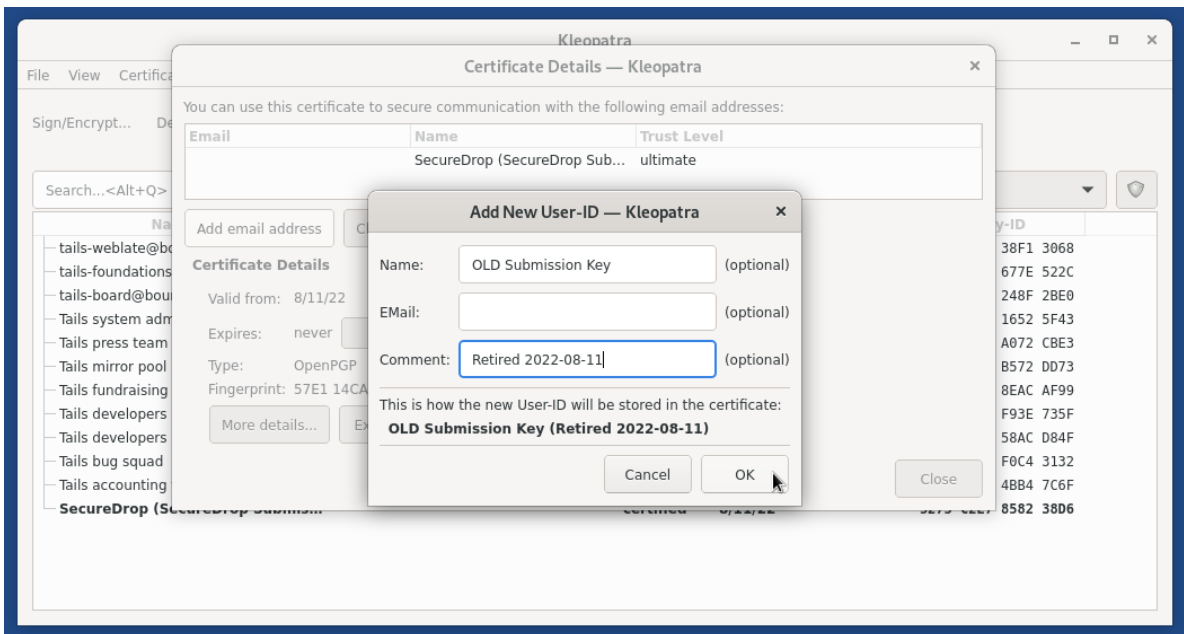 Kleopatra
File View
Certificate Details — Kleopatra
You can use this certificate to secure communication with the following email addresses:
Sign/Encrypt...
Email Name Trust Level
SecureDrop (SecureDrop Sub... ultimate
Search...<Alt+Q>
Add email address
Add New User-ID — Kleopatra
Name: OLD Submission Key (optional)
EMail: (optional)
Comment: Retired 2022-08-11 (optional)
This is how the new User-ID will be stored in the certificate:
OLD Submission Key (Retired 2022-08-11)
Cancel OK
Certificate Details
Valid from: 8/11/22
Expires: never
Type: OpenPGP
Fingerprint: 57E1 14CA
More details...
Close
tails-weblate@bo 38F1 3068
tails-foundations 677E 522C
tails-board@bou 248F 2BE0
Tails system adm 1652 5F43
Tails press team A072 CBE3
Tails mirror pool B572 DD73
Tails fundraising 8EAC AF99
Tails developers F93E 735F
Tails developers 58AC D84F
Tails bug squad F0C4 3132
Tails accounting 4BB4 7C6F
SecureDrop (SecureDrop Submis... certified 8/11/22 8582 38D6